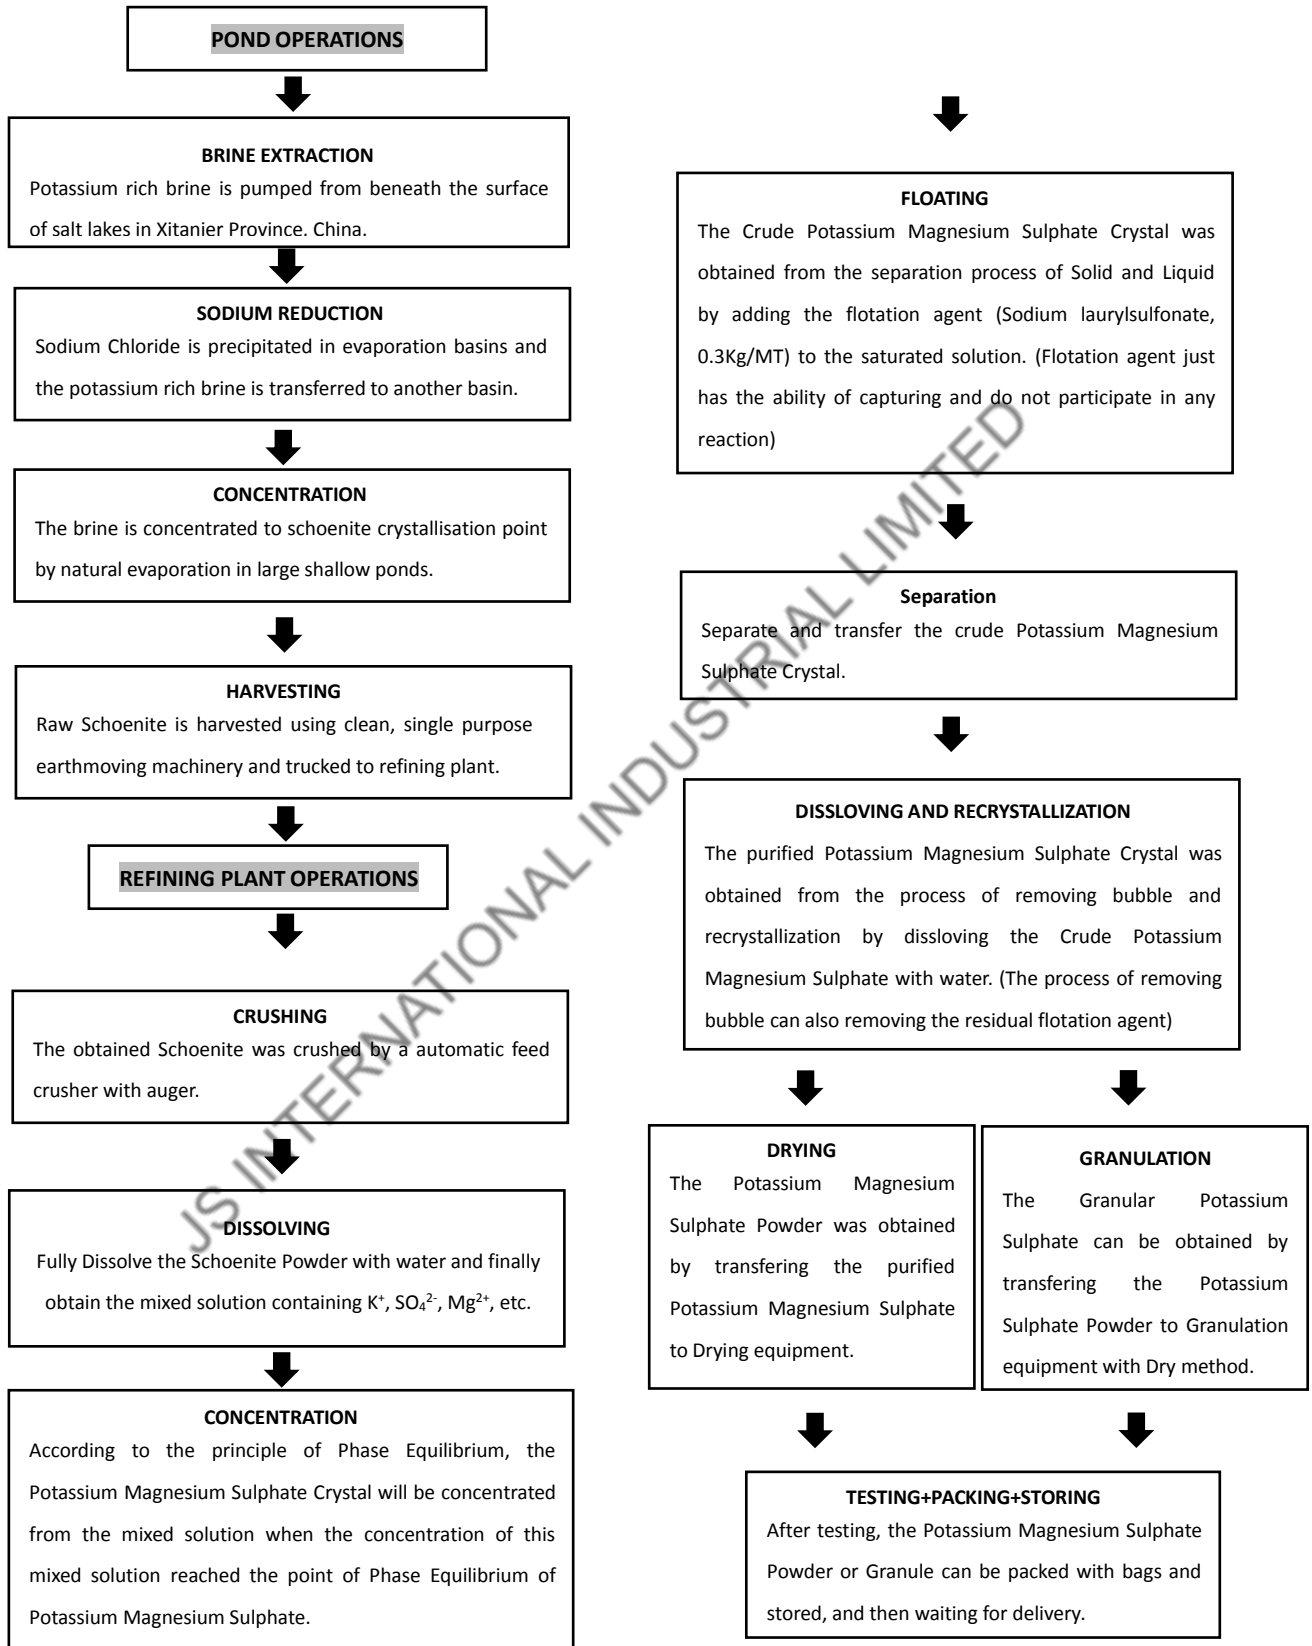 POND OPERATIONS
BRINE EXTRACTION
Potassium rich brine is pumped from beneath the surface
of salt lakes in Xitanier Province. China.
SODIUM REDUCTION
Sodium Chloride is precipitated in evaporation basins and
the potassium rich brine is transferred to another basin.
CONCENTRATION
The brine is concentrated to schoenite crystallisation point
by natural evaporation in large shallow ponds.
HARVESTING
Raw Schoenite is harvested using clean, single purpose
earthmoving machinery and trucked to refining plant.
REFINING PLANT OPERATIONS
CRUSHING
The obtained Schoenite was crushed by a automatic feed
crusher with auger.
DISSOLVING
Fully Dissolve the Schoenite Powder with water and finally
obtain the mixed solution containing K⁺, SO₄²⁻, Mg²⁺, etc.
CONCENTRATION
According to the principle of Phase Equilibrium, the
Potassium Magnesium Sulphate Crystal will be concentrated
from the mixed solution when the concentration of this
mixed solution reached the point of Phase Equilibrium of
Potassium Magnesium Sulphate.
FLOATING
The Crude Potassium Magnesium Sulphate Crystal was
obtained from the separation process of Solid and Liquid
by adding the flotation agent (Sodium laurylsulfonate,
0.3Kg/MT) to the saturated solution. (Flotation agent just
has the ability of capturing and do not participate in any
reaction)
Separation
Separate and transfer the crude Potassium Magnesium
Sulphate Crystal.
DISSLOVING AND RECRYSTALLIZATION
The purified Potassium Magnesium Sulphate Crystal was
obtained from the process of removing bubble and
recrystallization by dissloving the Crude Potassium
Magnesium Sulphate with water. (The process of removing
bubble can also removing the residual flotation agent)
DRYING
The Potassium Magnesium
Sulphate Powder was obtained
by transfering the purified
Potassium Magnesium Sulphate
to Drying equipment.
GRANULATION
The Granular Potassium
Sulphate can be obtained by
transfering the Potassium
Sulphate Powder to Granulation
equipment with Dry method.
TESTING+PACKING+STORING
After testing, the Potassium Magnesium Sulphate
Powder or Granule can be packed with bags and
stored, and then waiting for delivery.
JS INTERNATIONAL INDUSTRIAL LIMITED